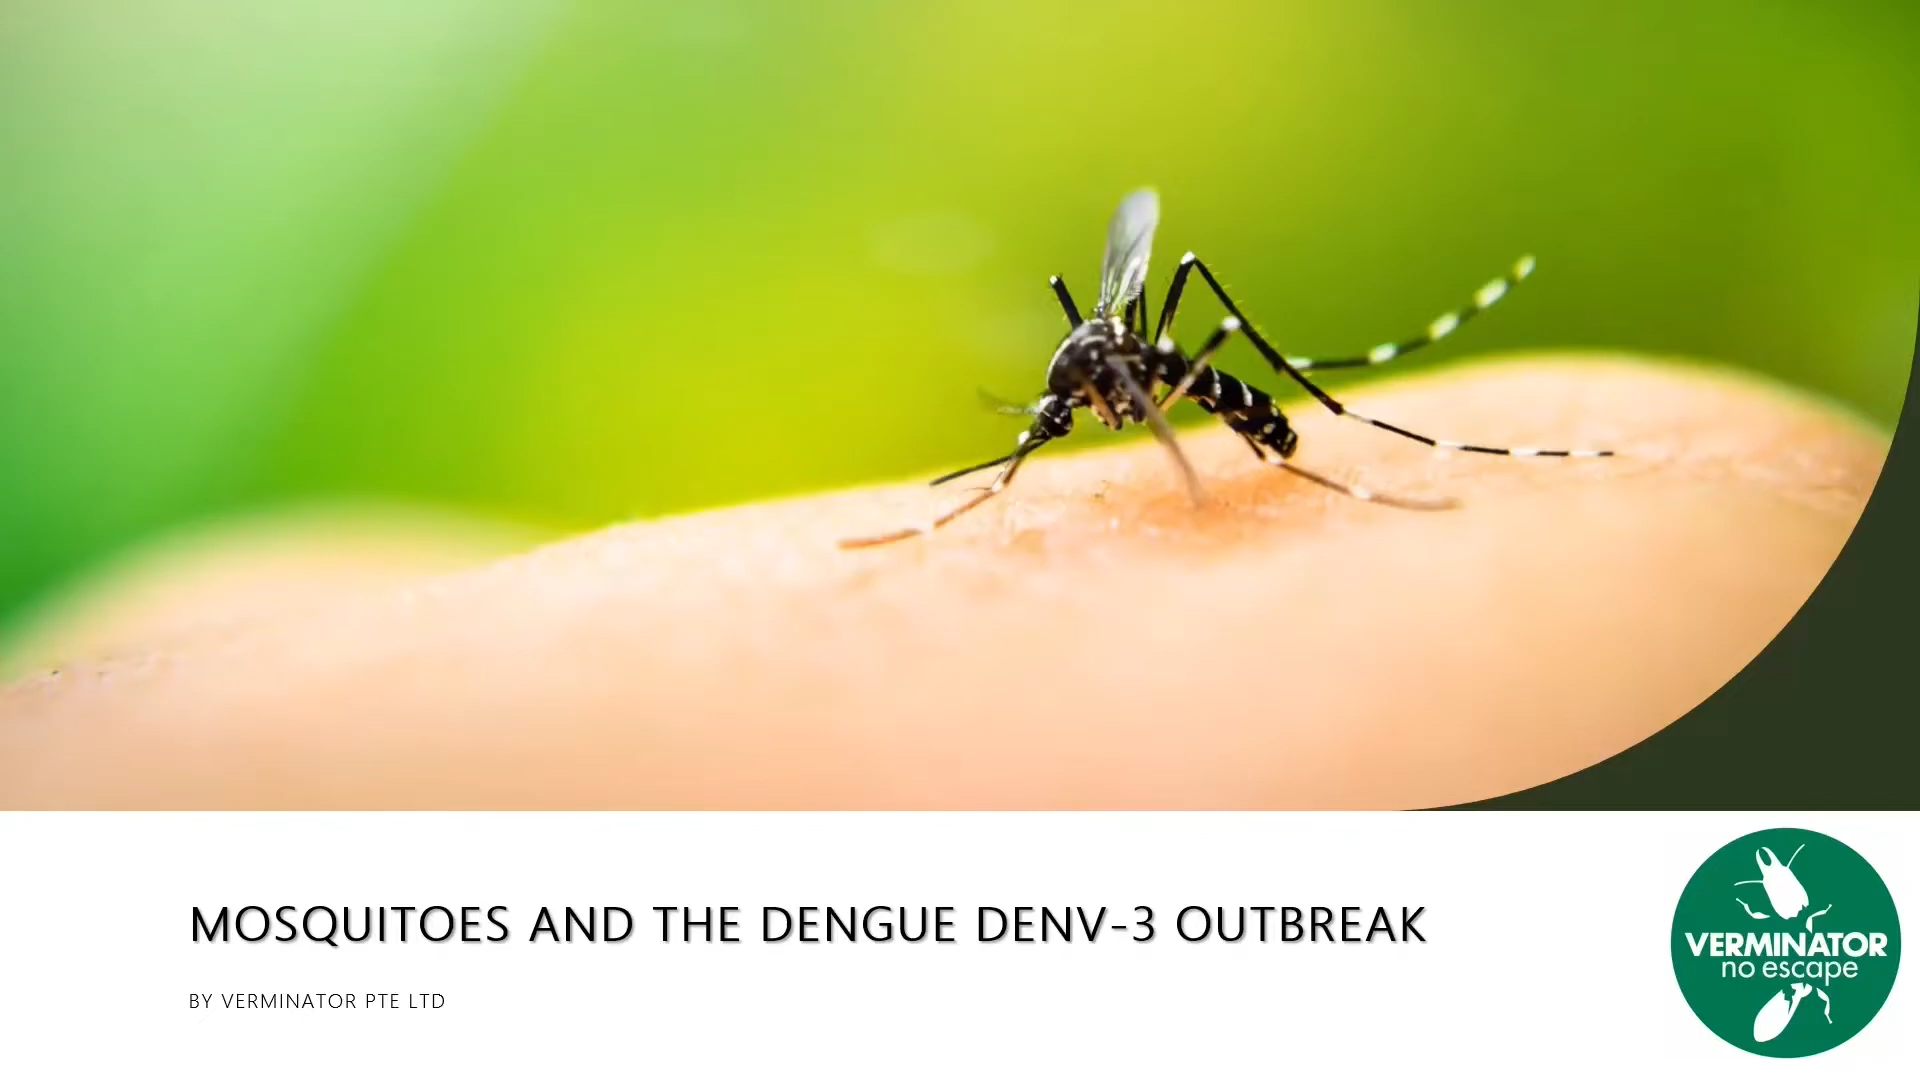 MOSQUITOES AND THE DENGUE DENV-3 OUTBREAK
BY VERMINATOR PTE LTD
VERMINATOR
no escape